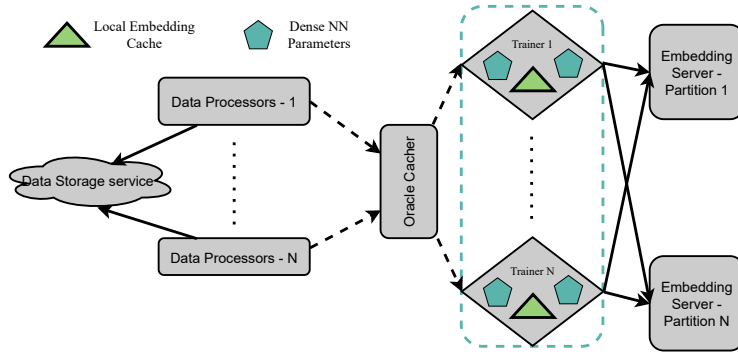 Local Embedding
Cache
Dense NN
Parameters
Data Processors - 1
Data Storage service
Data Processors - N
Oracle Cacher
Trainer 1
Trainer N
Embedding
Server -
Partition 1
Embedding
Server -
Partition N